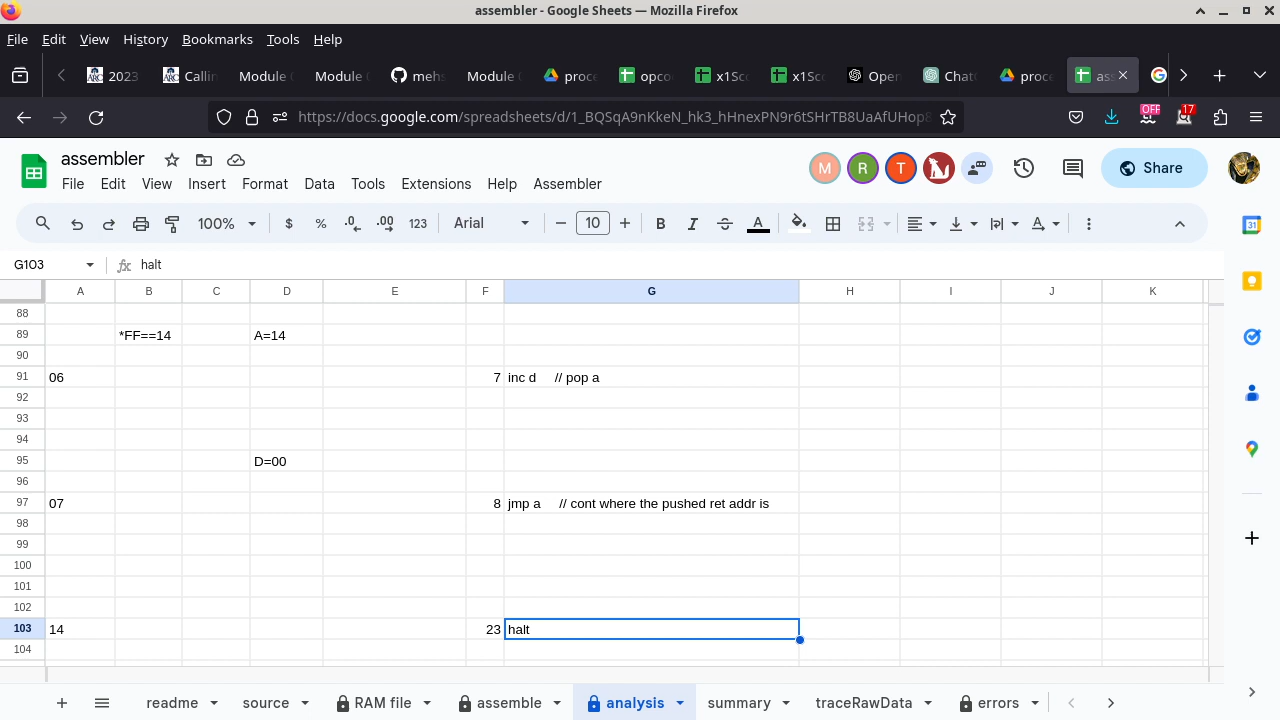 assembler - Google Sheets — Mozilla Firefox
File Edit View History Bookmarks Tools Help
2023 Callin Module Module mehs Module proce opco x1Sc x1Sc Open Chat proce ass
https://docs.google.com/spreadsheets/d/1_BQSqA9nKkeN_hk3_hHnexPN9r6tSHrTB8UaAfUHop8 OFF 17
assembler
M R T Share
File Edit View Insert Format Data Tools Extensions Help Assembler
100% $ % .0 .00 123 Arial 10 B I A
G103 fx halt
A B C D E F G H I J K
88
89 *FF==14 A=14
90
91 06 7 inc d // pop a
92
93
94
95 D=00
96
97 07 8 jmp a // cont where the pushed ret addr is
98
99
100
101
102
103 14 23 halt
104
readme source RAM file assemble analysis summary traceRawData errors